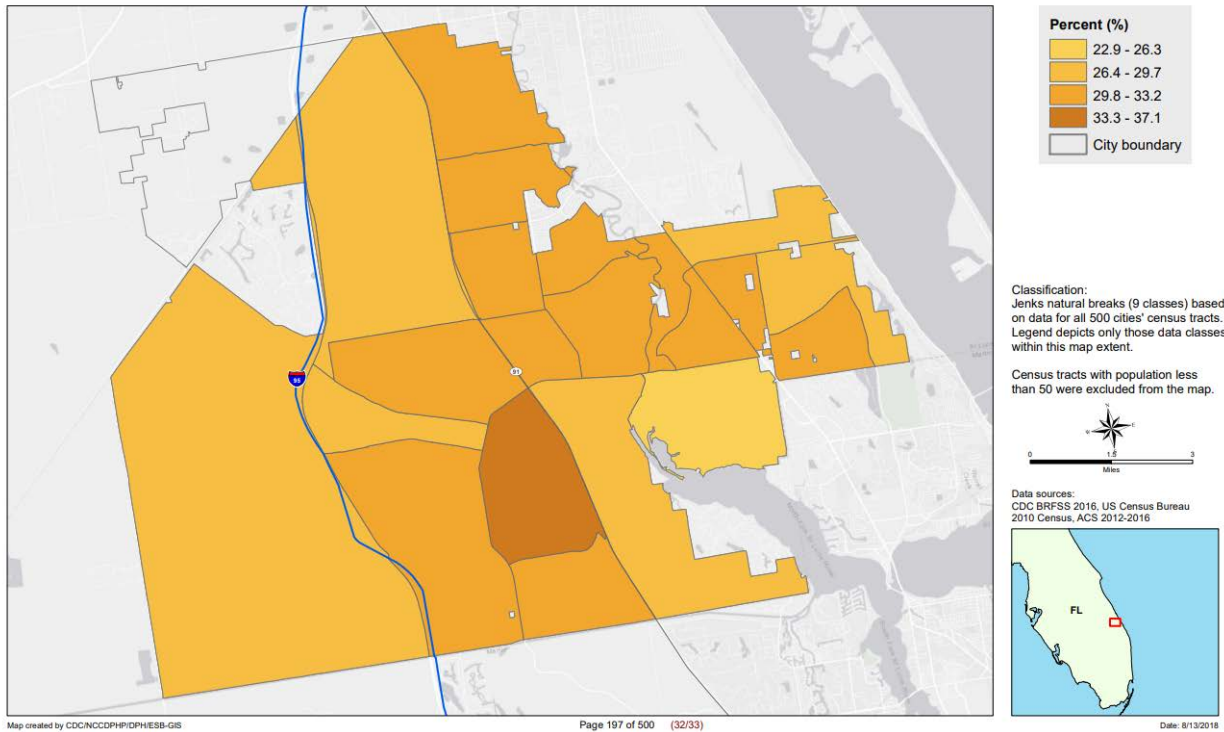 Percent (%)
22.9 - 26.3
26.4 - 29.7
29.8 - 33.2
33.3 - 37.1
City boundary
95
91
Classification:
Jenks natural breaks (9 classes) based
on data for all 500 cities' census tracts.
Legend depicts only those data classes
within this map extent.
Census tracts with population less
than 50 were excluded from the map.
N
W
E
S
0
1.5
3
Miles
Data sources:
CDC BRFSS 2016, US Census Bureau
2010 Census, ACS 2012-2016
FL
Map created by CDC/NCCDPHP/DPH/ESB-GIS
Page 197 of 500 (32/33)
Date: 8/13/2018